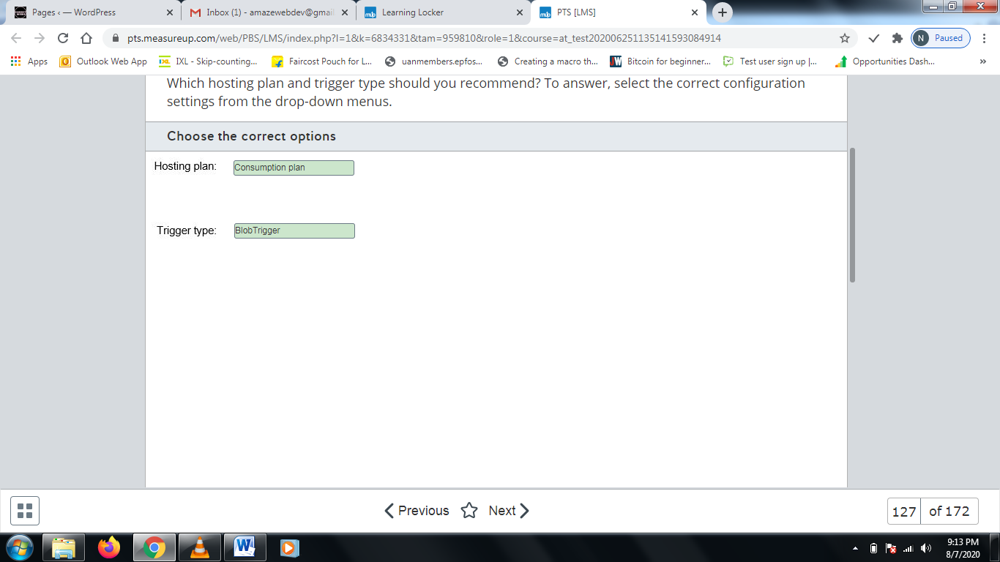 Pages ‹ — WordPress
Inbox (1) - amazewebdev@gmai
Learning Locker
PTS [LMS]
pts.measureup.com/web/PBS/LMS/index.php?l=1&k=6834331&tam=959810&role=1&course=at_test20200625113514159308 4914
N Paused
Apps
Outlook Web App
IXL - Skip-counting...
Faircost Pouch for L...
uanmembers.epfos...
Creating a macro th...
Bitcoin for beginner...
Test user sign up |...
Opportunities Dash...
»
Which hosting plan and trigger type should you recommend? To answer, select the correct configuration
settings from the drop-down menus.
Choose the correct options
Hosting plan: Consumption plan
Trigger type: BlobTrigger
Previous
Next
127 of 172
9:13 PM
8/7/2020